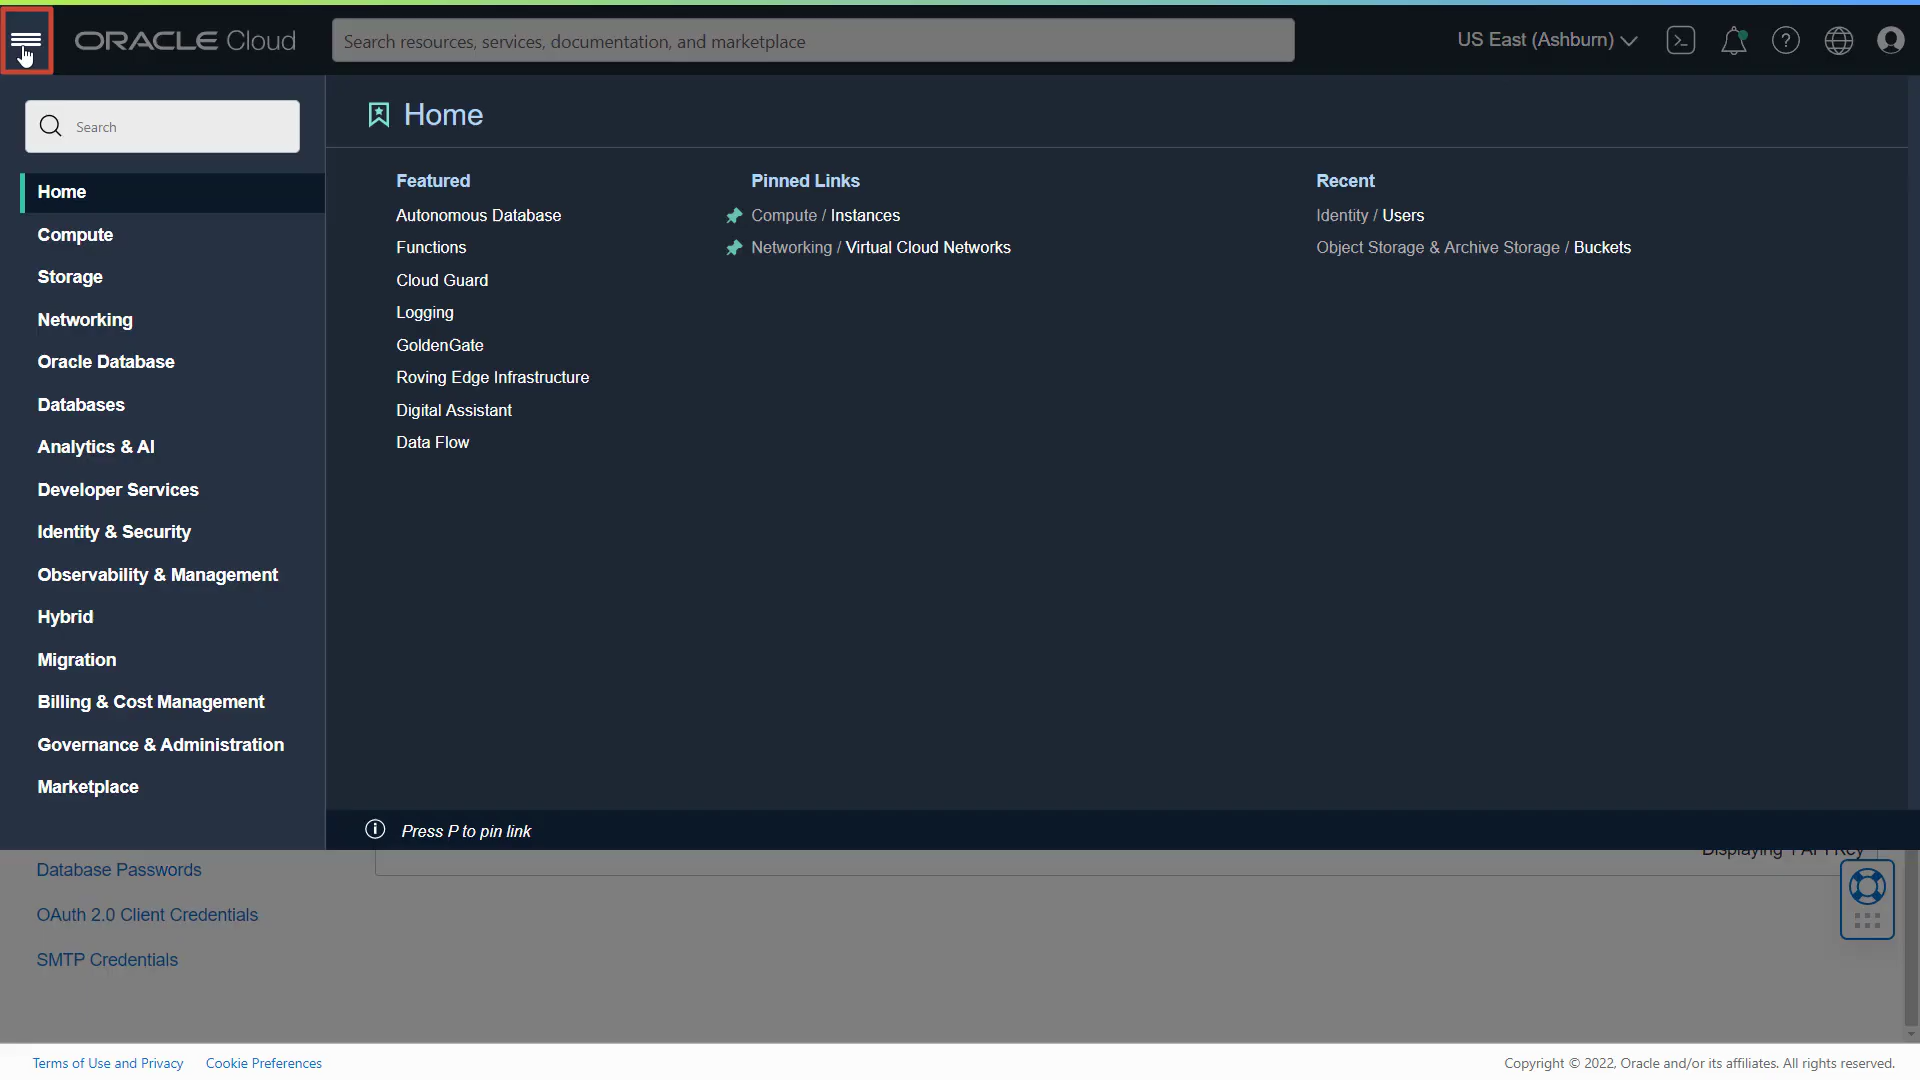 ORACLE Cloud
Search resources, services, documentation, and marketplace
US East (Ashburn)
Search
Home
Compute
Storage
Networking
Oracle Database
Databases
Analytics & AI
Developer Services
Identity & Security
Observability & Management
Hybrid
Migration
Billing & Cost Management
Governance & Administration
Marketplace
Home
Featured
Autonomous Database
Functions
Cloud Guard
Logging
GoldenGate
Roving Edge Infrastructure
Digital Assistant
Data Flow
Pinned Links
Compute / Instances
Networking / Virtual Cloud Networks
Recent
Identity / Users
Object Storage & Archive Storage / Buckets
Press P to pin link
Displaying 1 API Key
Database Passwords
OAuth 2.0 Client Credentials
SMTP Credentials
Terms of Use and Privacy
Cookie Preferences
Copyright © 2022, Oracle and/or its affiliates. All rights reserved.